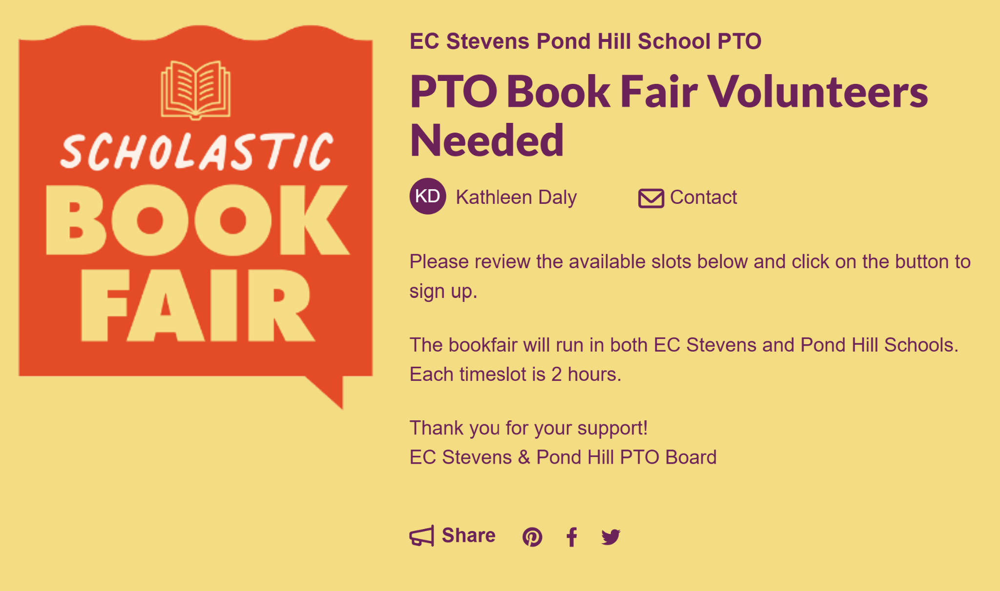 SCHOLASTIC
BOOK
FAIR
EC Stevens Pond Hill School PTO
PTO Book Fair Volunteers
Needed
KD Kathleen Daly
Contact
Please review the available slots below and click on the button to
sign up.
The bookfair will run in both EC Stevens and Pond Hill Schools.
Each timeslot is 2 hours.
Thank you for your support!
EC Stevens & Pond Hill PTO Board
Share